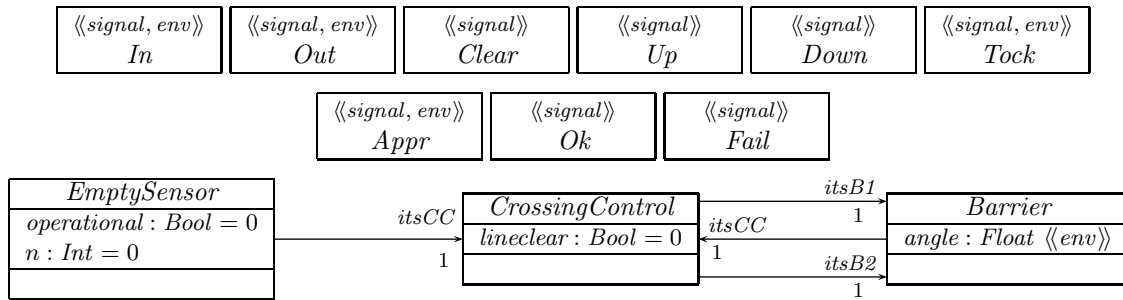 ⟪signal, env⟫ ⟪signal, env⟫ ⟪signal⟫ ⟪signal⟫ ⟪signal⟫ ⟪signal, env⟫
In Out Clear Up Down Tock
⟪signal, env⟫ ⟪signal⟫ ⟪signal⟫
Appr Ok Fail
EmptySensor
operational : Bool = 0
n : Int = 0
itsCC
1
CrossingControl
lineclear : Bool = 0
itsB1
1
itsCC
1
itsB2
1
Barrier
angle : Float ⟪env⟫